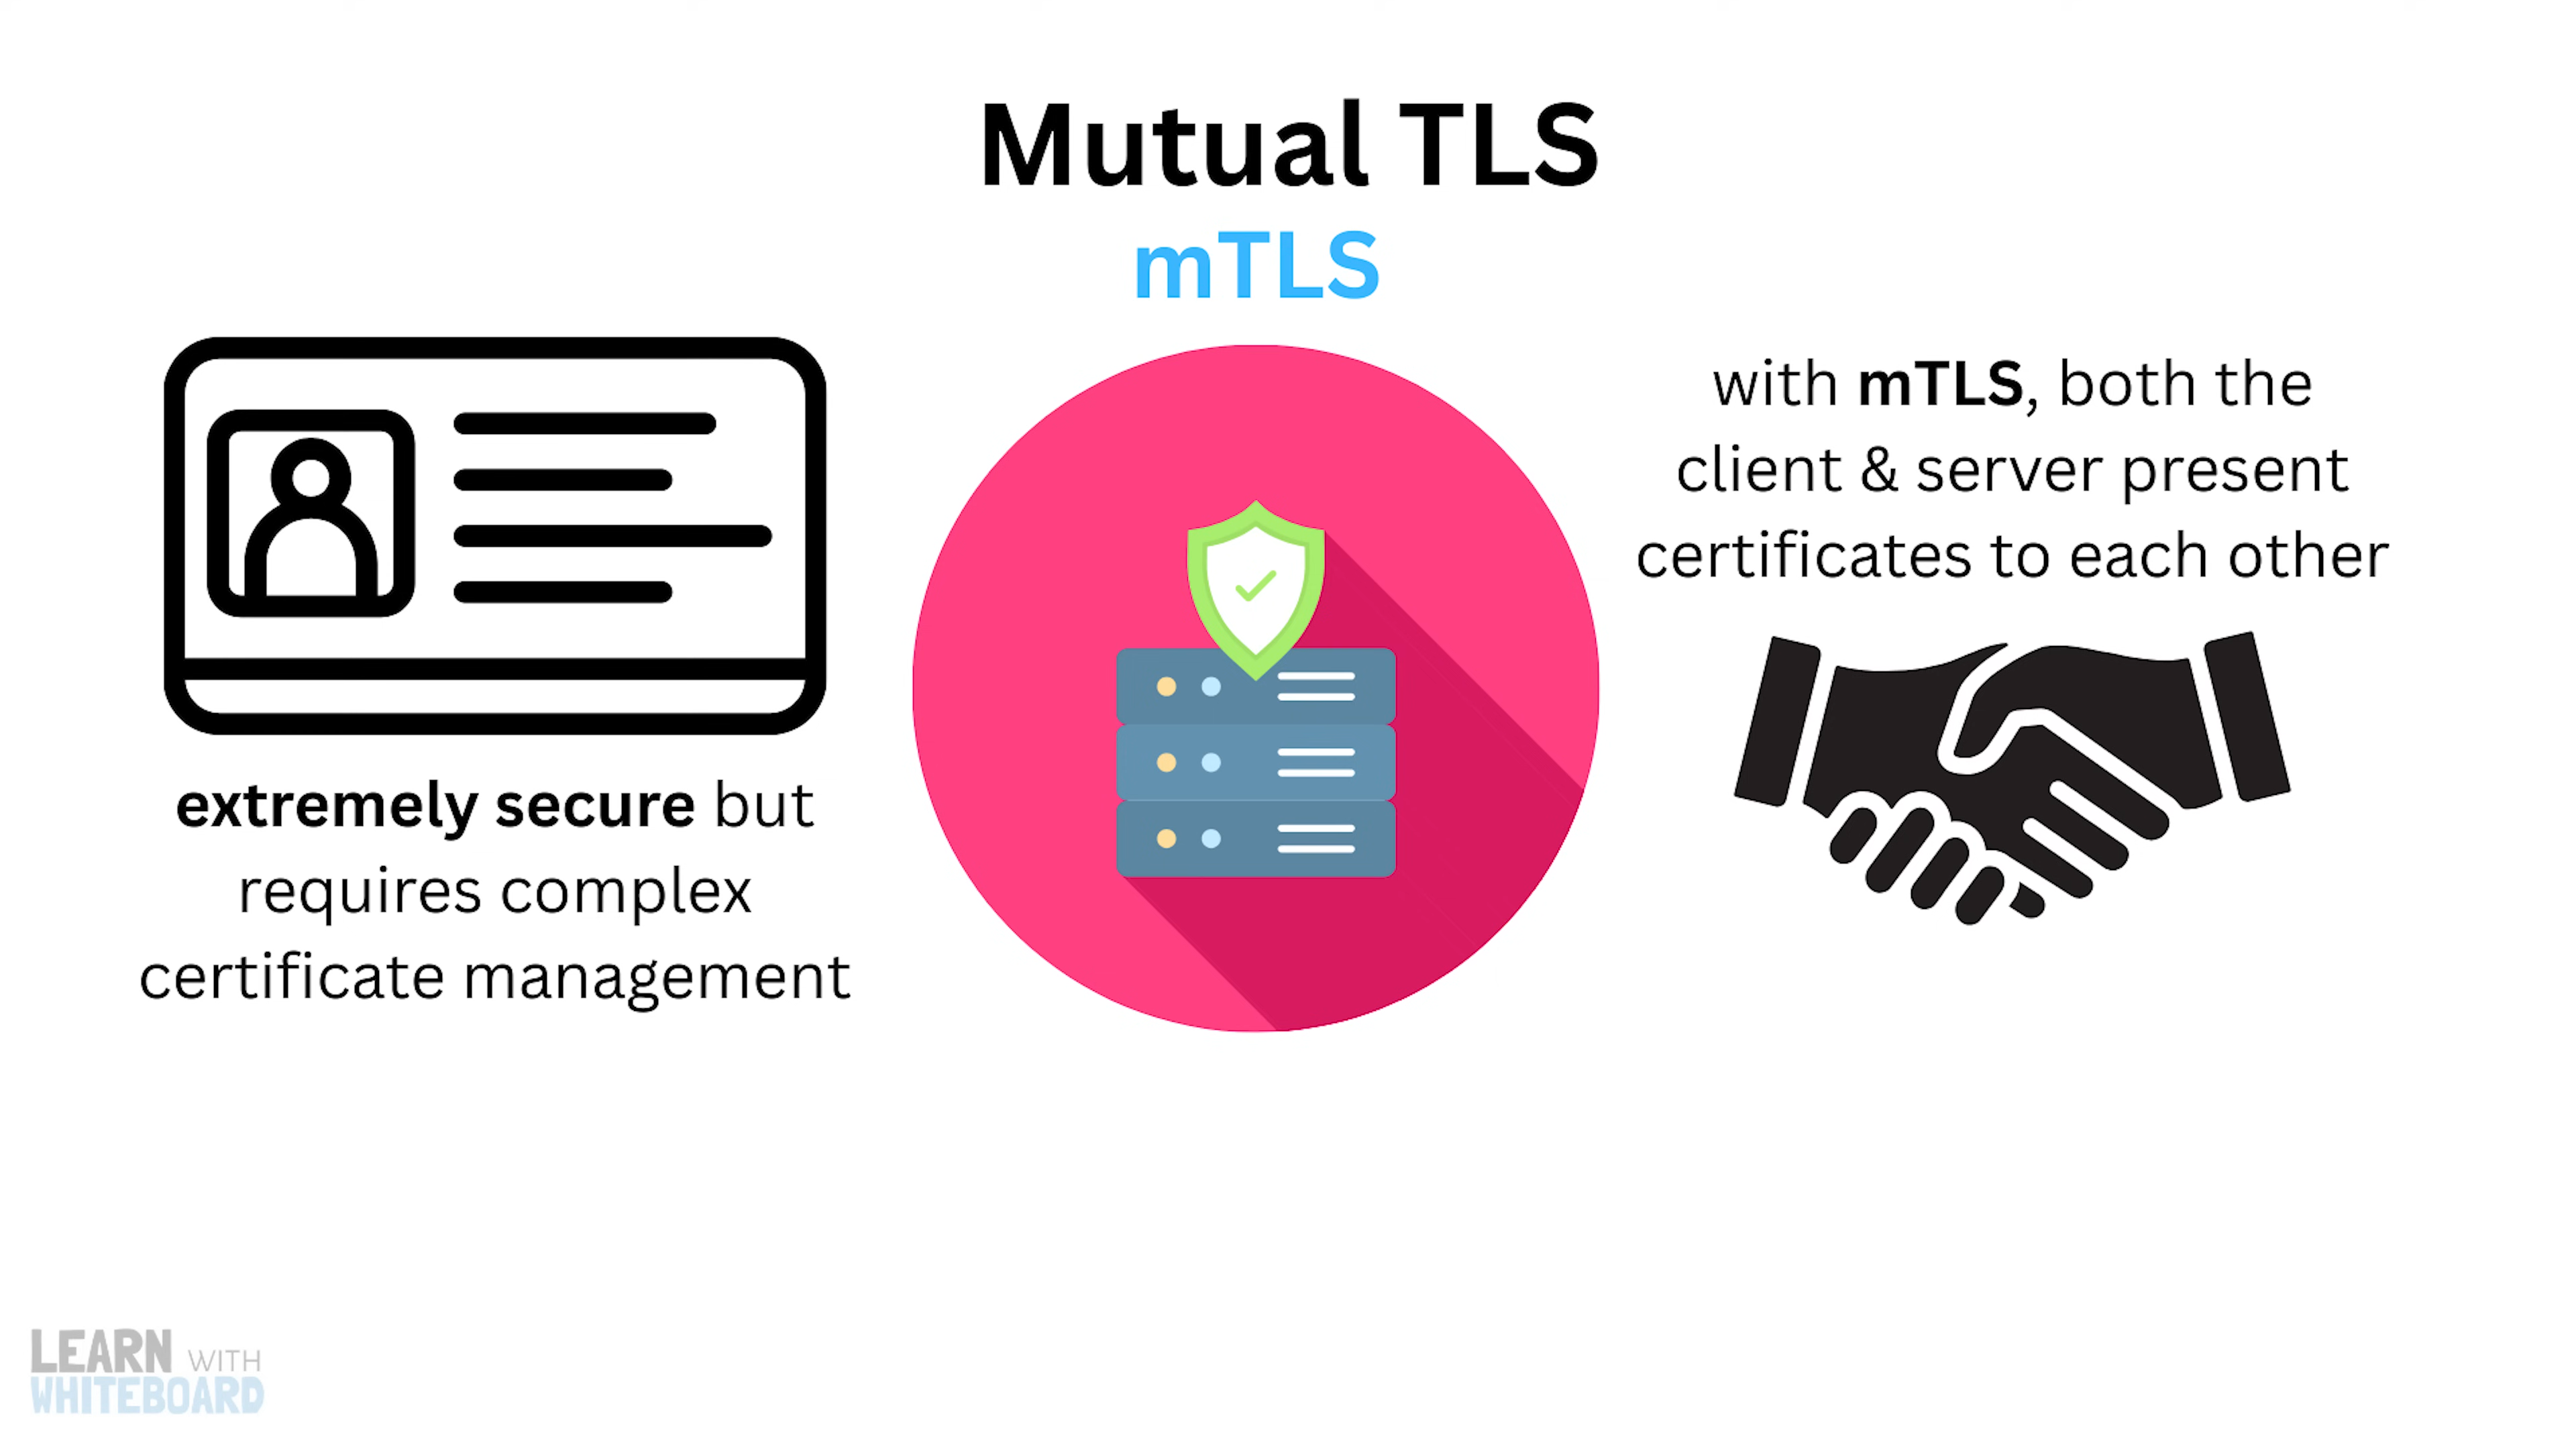 Mutual TLS
mTLS
extremely secure but
requires complex
certificate management
with mTLS, both the
client & server present
certificates to each other
LEARN WITH
WHITEBOARD